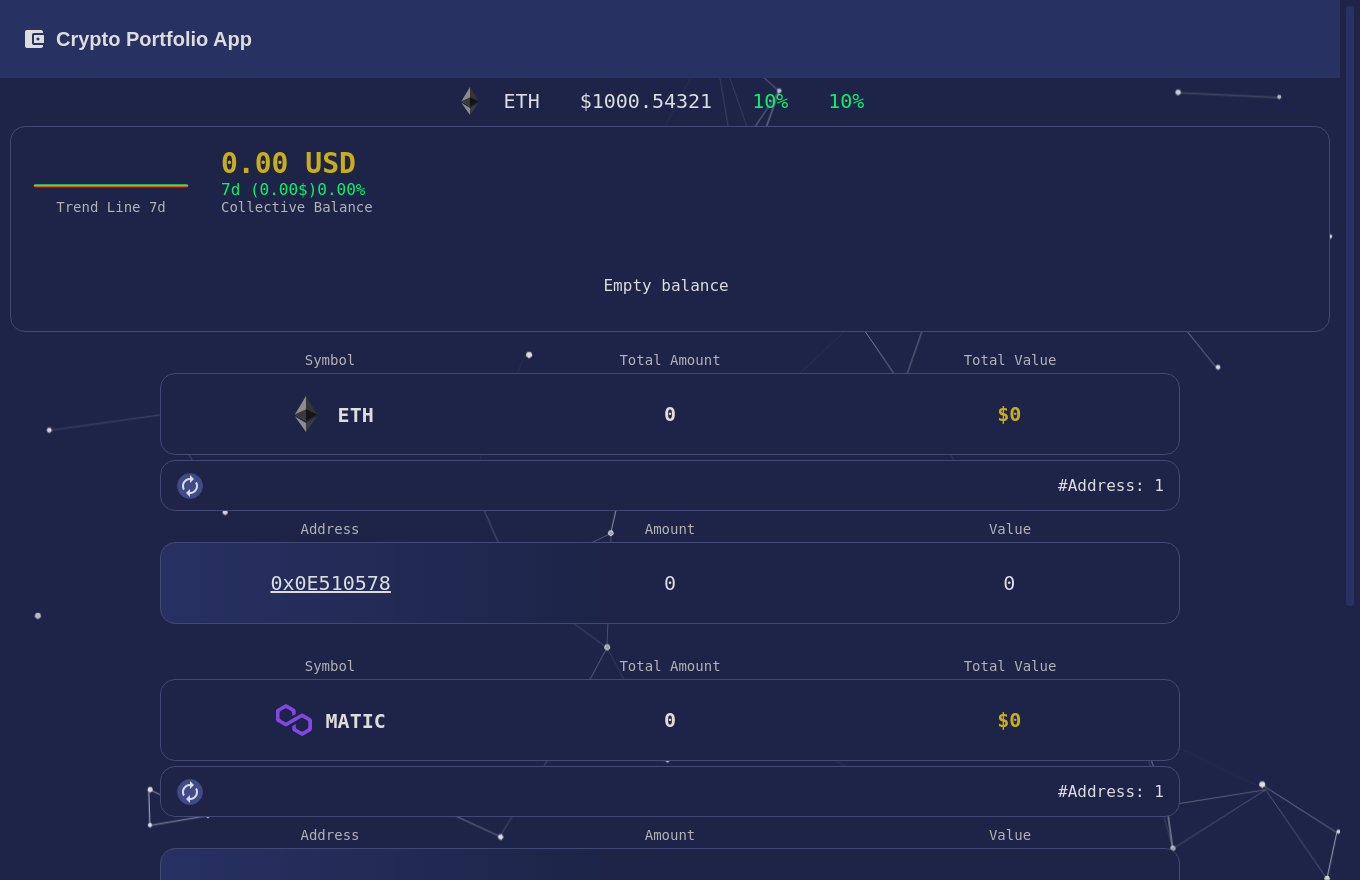 Crypto Portfolio App
ETH $1000.54321 10% 10%
0.00 USD
7d (0.00$)0.00%
Trend Line 7d Collective Balance
Empty balance
Symbol Total Amount Total Value
ETH 0 $0
#Address: 1
Address Amount Value
0x0E510578 0 0
Symbol Total Amount Total Value
MATIC 0 $0
#Address: 1
Address Amount Value